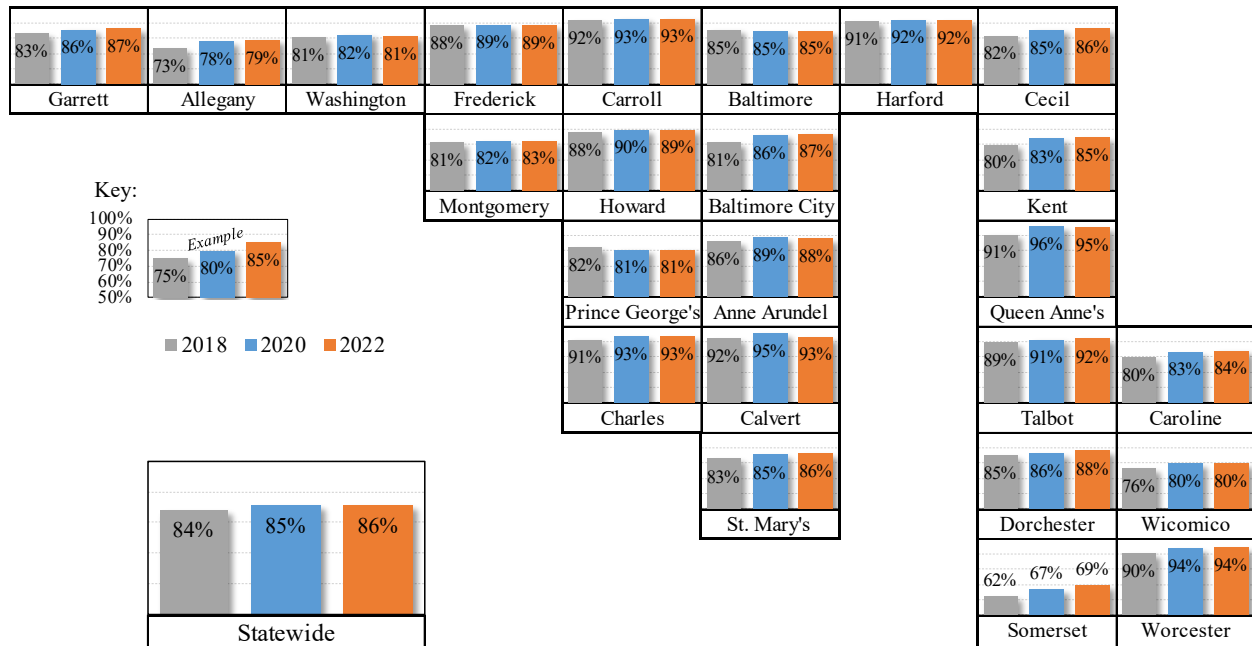 83% 86% 87% 73% 78% 79% 81% 82% 81% 88% 89% 89% 92% 93% 93% 85% 85% 85% 91% 92% 92% 82% 85% 86%
Garrett Allegany Washington Frederick Carroll Baltimore Harford Cecil
81% 82% 83% 88% 90% 89% 81% 86% 87% 80% 83% 85%
Montgomery Howard Baltimore City Kent
Key:
100%
90%
80%
70%
60%
50%
Example
75% 80% 85%
2018 2020 2022
82% 81% 81% 86% 89% 88% 91% 96% 95%
Prince George's Anne Arundel Queen Anne's
91% 93% 93% 92% 95% 93% 89% 91% 92% 80% 83% 84%
Charles Calvert Talbot Caroline
83% 85% 86% 85% 86% 88% 76% 80% 80%
St. Mary's Dorchester Wicomico
84% 85% 86%
Statewide
62% 67% 69% 90% 94% 94%
Somerset Worcester